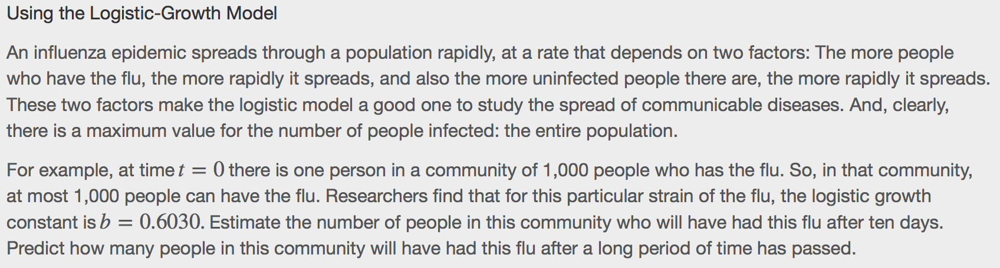 Using the Logistic-Growth Model
An influenza epidemic spreads through a population rapidly, at a rate that depends on two factors: The more people
who have the flu, the more rapidly it spreads, and also the more uninfected people there are, the more rapidly it spreads.
These two factors make the logistic model a good one to study the spread of communicable diseases. And, clearly,
there is a maximum value for the number of people infected: the entire population.
For example, at time t = 0 there is one person in a community of 1,000 people who has the flu. So, in that community,
at most 1,000 people can have the flu. Researchers find that for this particular strain of the flu, the logistic growth
constant is b = 0.6030. Estimate the number of people in this community who will have had this flu after ten days.
Predict how many people in this community will have had this flu after a long period of time has passed.